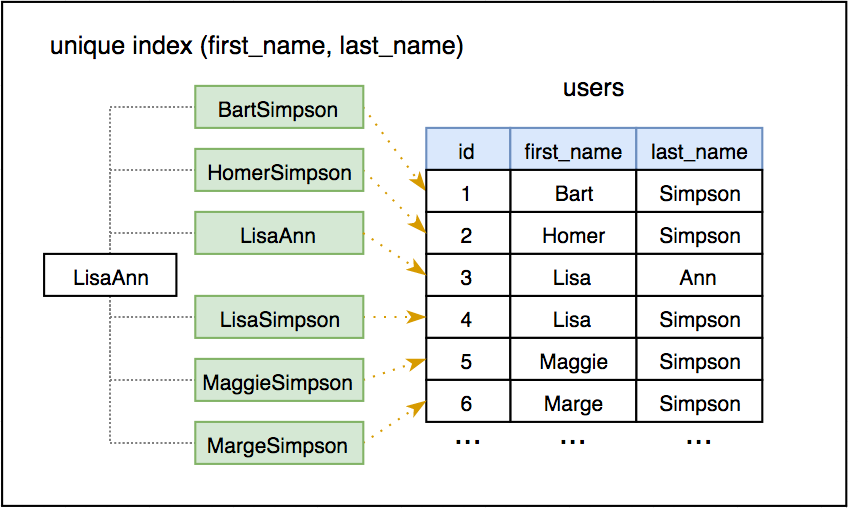 unique index (first_name, last_name)
BartSimpson
HomerSimpson
LisaAnn
LisaAnn
LisaSimpson
MaggieSimpson
MargeSimpson
users
id first_name last_name
1 Bart Simpson
2 Homer Simpson
3 Lisa Ann
4 Lisa Simpson
5 Maggie Simpson
6 Marge Simpson
... ... ...